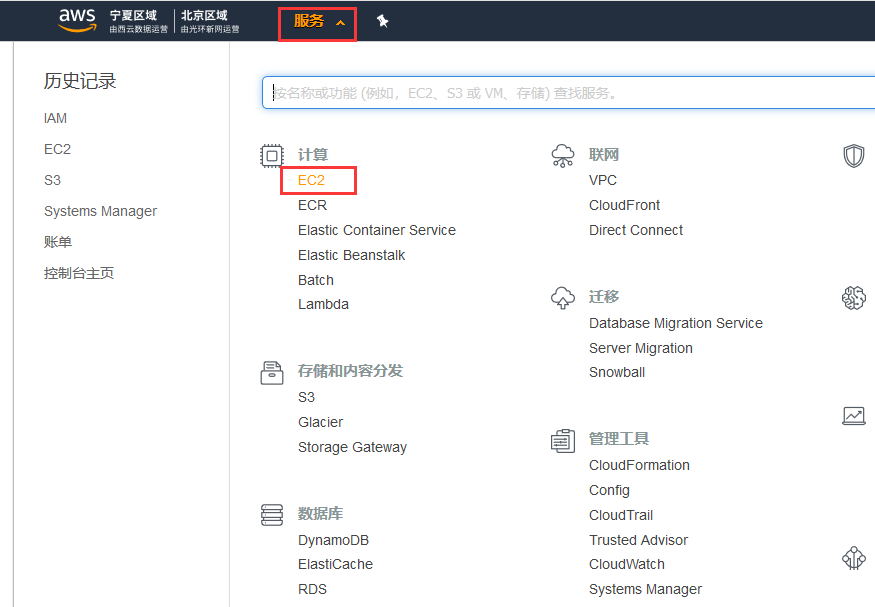 aws 宁夏区域 北京区域 服务
由西云数据运营 由光环新网运营
历史记录
IAM
EC2
S3
Systems Manager
账单
控制台主页
按名称或功能 (例如，EC2、S3 或 VM、存储) 查找服务。
计算
EC2
ECR
Elastic Container Service
Elastic Beanstalk
Batch
Lambda
存储和内容分发
S3
Glacier
Storage Gateway
数据库
DynamoDB
ElastiCache
RDS
联网
VPC
CloudFront
Direct Connect
迁移
Database Migration Service
Server Migration
Snowball
管理工具
CloudFormation
Config
CloudTrail
Trusted Advisor
CloudWatch
Systems Manager